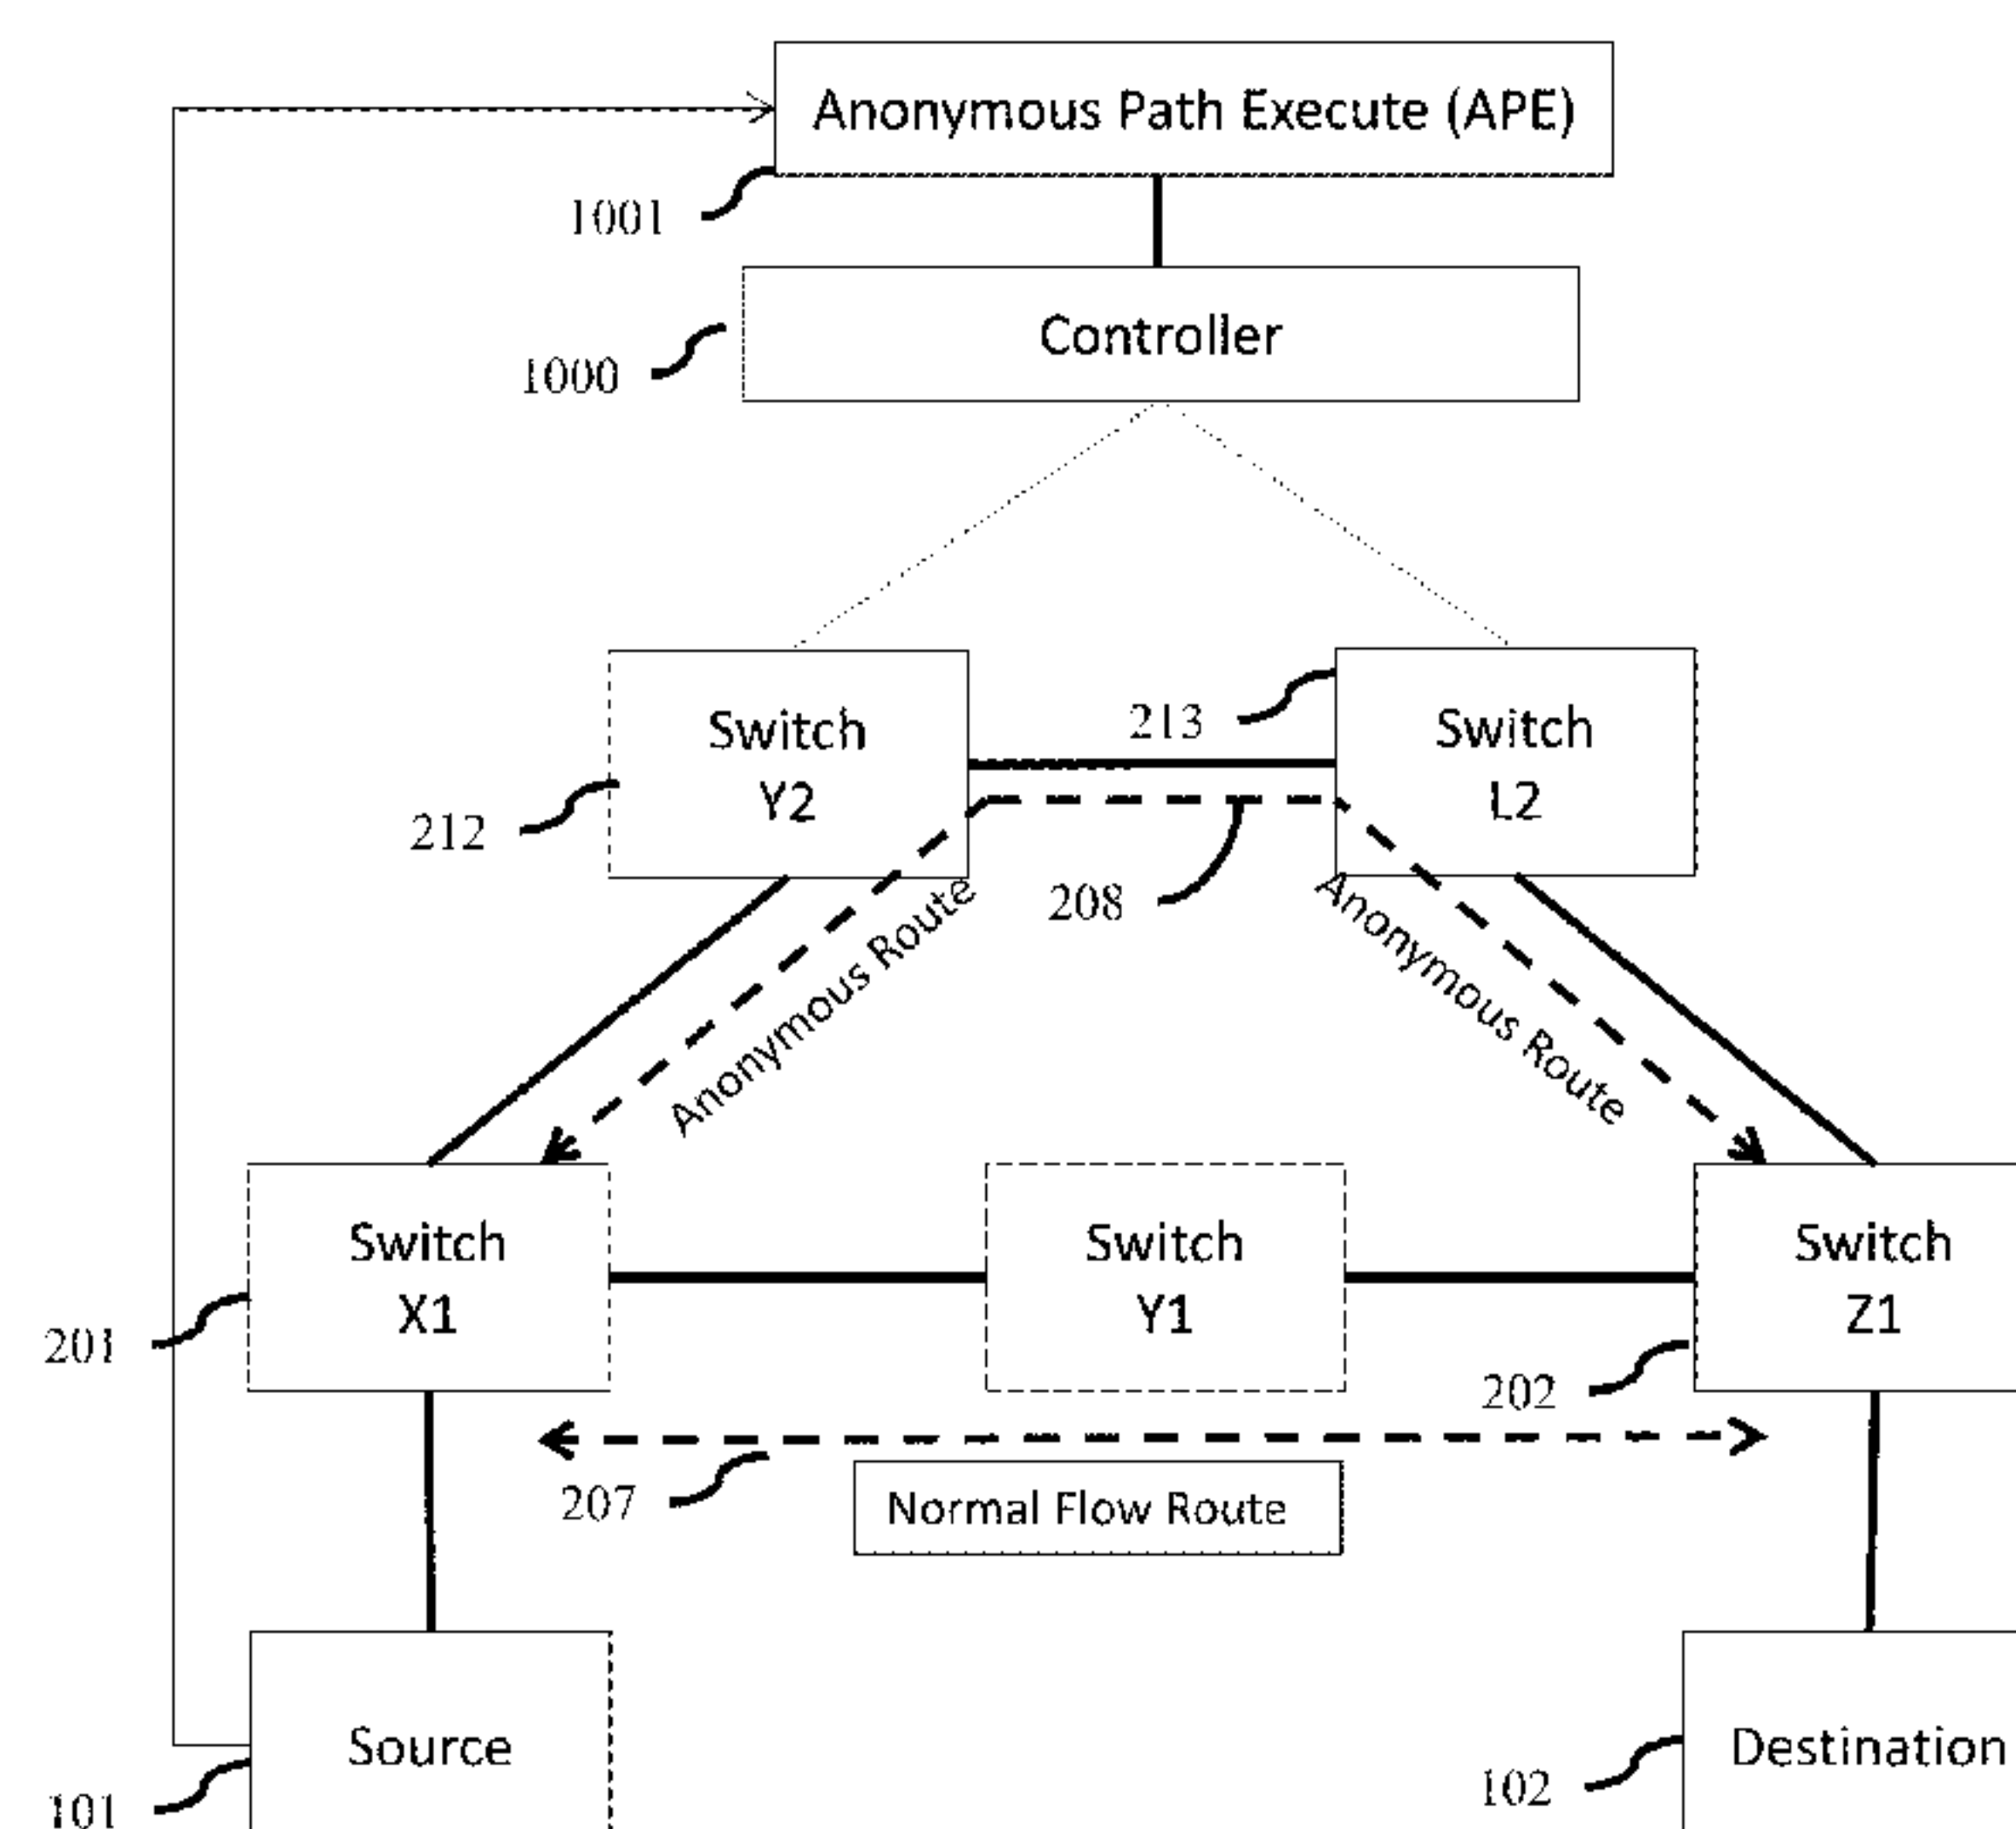 Anonymous Path Execute (APE)
1001
Controller
1000
Switch
Y2
213
Switch
L2
212
208
Anonymous Route
Anonymous Route
Switch
X1
Switch
Y1
Switch
Z1
201
202
207
Normal Flow Route
Source
Destination
101
102